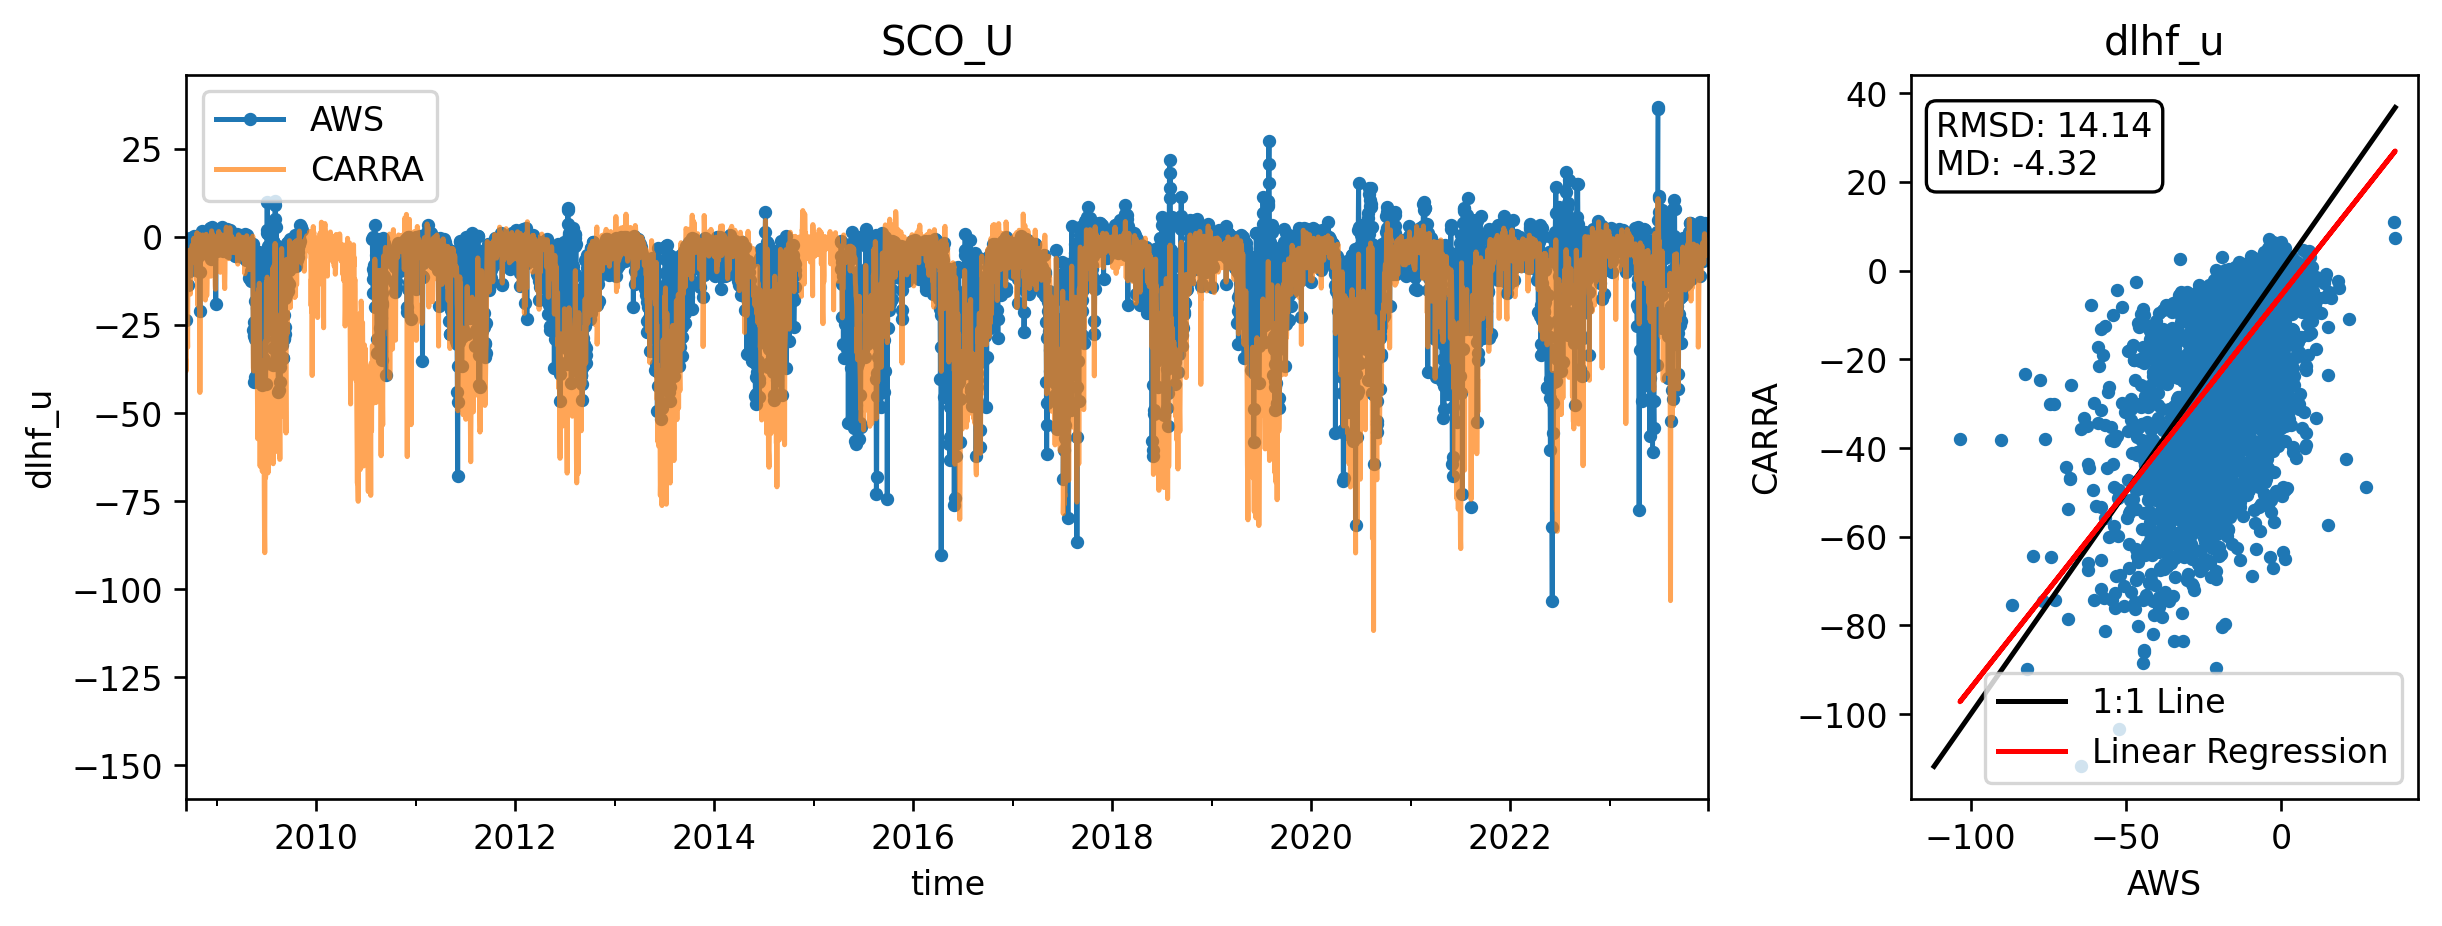 SCO_U
AWS
CARRA
25
0
−25
−50
−75
−100
−125
−150
dlhf_u
2010
2012
2014
2016
2018
2020
2022
time
dlhf_u
RMSD: 14.14
MD: -4.32
40
20
0
−20
−40
−60
−80
−100
CARRA
1:1 Line
Linear Regression
−100
−50
0
AWS